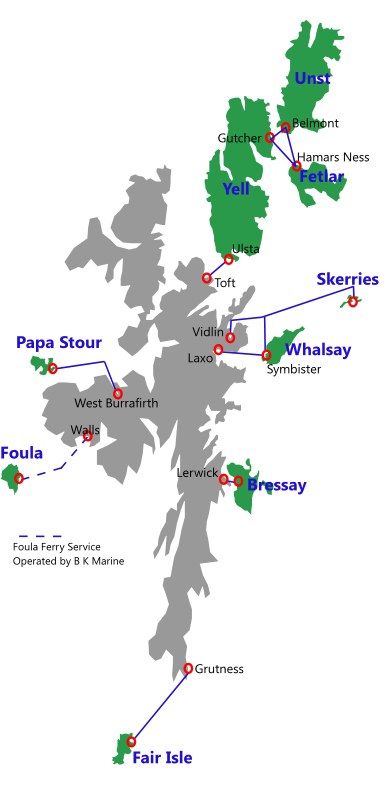 Unst
Belmont
Gutcher
Hamars Ness
Fetlar
Yell
Ulsta
Toft
Skerries
Vidlin
Papa Stour
Laxo
Whalsay
Symbister
West Burrafirth
Walls
Foula
Lerwick
Bressay
Foula Ferry Service
Operated by B K Marine
Grutness
Fair Isle